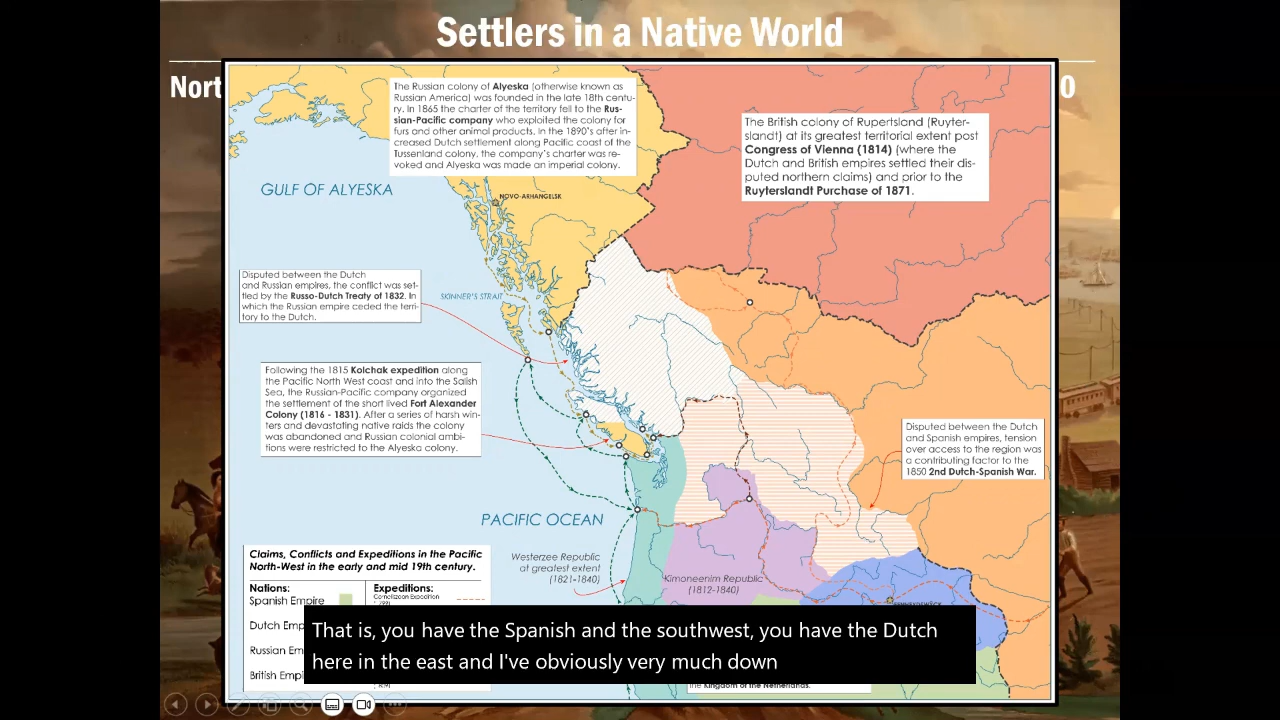 Settlers in a Native World
Nort
0
The Russian colony of Alyeska (otherwise known as
Russian America) was founded in the late 18th centu-
ry. In 1865 the charter of the territory fell to the Rus-
sian-Pacific company who exploited the colony for
furs and other animal products. In the 1890's after in-
creased Dutch settlement along Pacific coast of the
Tussenland colony, the company's charter was re-
voked and Alyeska was made an imperial colony.
The British colony of Rupertsland (Ruyter-
slandt) at its greatest territorial extent post
Congress of Vienna (1814) (where the
Dutch and British empires settled their dis-
puted northern claims) and prior to the
Ruyterslandt Purchase of 1871.
GULF OF ALYESKA
NOVO-ARHANGELSK
Disputed between the Dutch
and Russian empires, the conflict was set-
tled by the Russo-Dutch Treaty of 1832. In
which the Russian empire ceded the terri-
tory to the Dutch.
SKINNER'S STRAIT
Following the 1815 Kolchak expedition along
the Pacific North West coast and into the Salish
Sea, the Russian-Pacific company organized
the settlement of the short lived Fort Alexander
Colony (1816 - 1831). After a series of harsh win-
ters and devastating native raids the colony
was abandoned and Russian colonial ambi-
tions were restricted to the Alyeska colony.
Disputed between the Dutch
and Spanish empires, tension
over access to the region was
a contributing factor to the
1850 2nd Dutch-Spanish War.
PACIFIC OCEAN
Westerzee Republic
at greatest extent
(1821-1840)
Kimoneenim Republic
(1812-1840)
Claims, Conflicts and Expeditions in the Pacific
North-West in the early and mid 19th century.
Nations:
Expeditions:
Spanish Empire
Dutch Emp
Russian Em
British Empi
That is, you have the Spanish and the southwest, you have the Dutch
here in the east and I've obviously very much down
the Kingdom of the Netherlands.